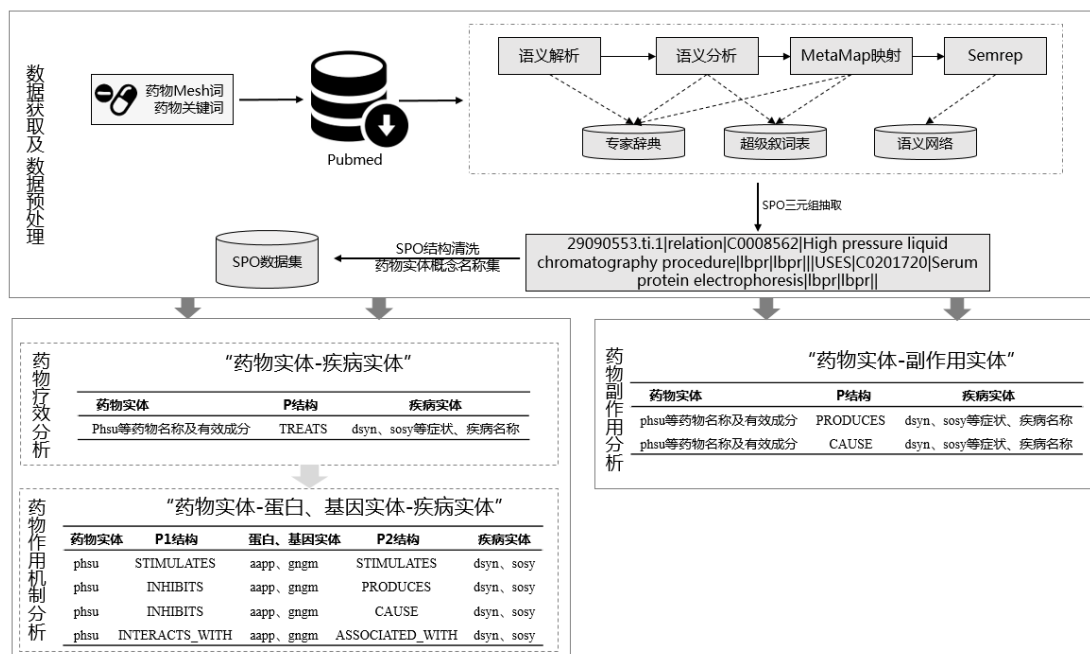 数据获取及数据预处理
药物Mesh词
药物关键词
Pubmed
语义解析
语义分析
MetaMap映射
Semrep
专家辞典
超级叙词表
语义网络
SPO三元组抽取
29090553.ti.1|relation|C0008562|High pressure liquid
chromatography procedure|lbpr|lbpr|||USES|C0201720|Serum
protein electrophoresis|lbpr|lbpr||
SPO结构清洗
药物实体概念名称集
SPO数据集
药物疗效分析
“药物实体-疾病实体”
药物实体 P结构 疾病实体
Phsu等药物名称及有效成分 TREATS dsyn、sosy等症状、疾病名称
药物作用机制分析
“药物实体-蛋白、基因实体-疾病实体”
药物实体 P1结构 蛋白、基因实体 P2结构 疾病实体
phsu STIMULATES aapp、gngm STIMULATES dsyn、sosy
phsu INHIBITS aapp、gngm PRODUCES dsyn、sosy
phsu INHIBITS aapp、gngm CAUSE dsyn、sosy
phsu INTERACTS_WITH aapp、gngm ASSOCIATED_WITH dsyn、sosy
药物副作用分析
“药物实体-副作用实体”
药物实体 P结构 疾病实体
phsu等药物名称及有效成分 PRODUCES dsyn、sosy等症状、疾病名称
phsu等药物名称及有效成分 CAUSE dsyn、sosy等症状、疾病名称